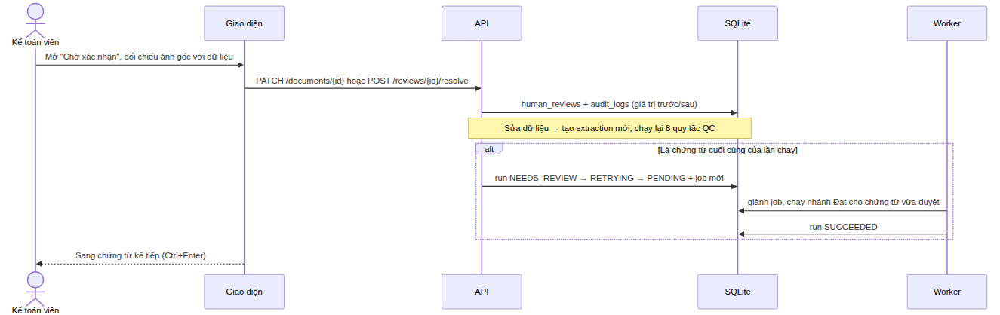 Kế toán viên
Giao diện
API
SQLite
Worker
Mở "Chờ xác nhận", đối chiếu ảnh gốc với dữ liệu
PATCH /documents/{id} hoặc POST /reviews/{id}/resolve
human_reviews + audit_logs (giá trị trước/sau)
Sửa dữ liệu → tạo extraction mới, chạy lại 8 quy tắc QC
alt
[Là chứng từ cuối cùng của lần chạy]
run NEEDS_REVIEW → RETRYING → PENDING + job mới
giành job, chạy nhánh Đạt cho chứng từ vừa duyệt
run SUCCEEDED
Sang chứng từ kế tiếp (Ctrl+Enter)
Kế toán viên
Giao diện
API
SQLite
Worker